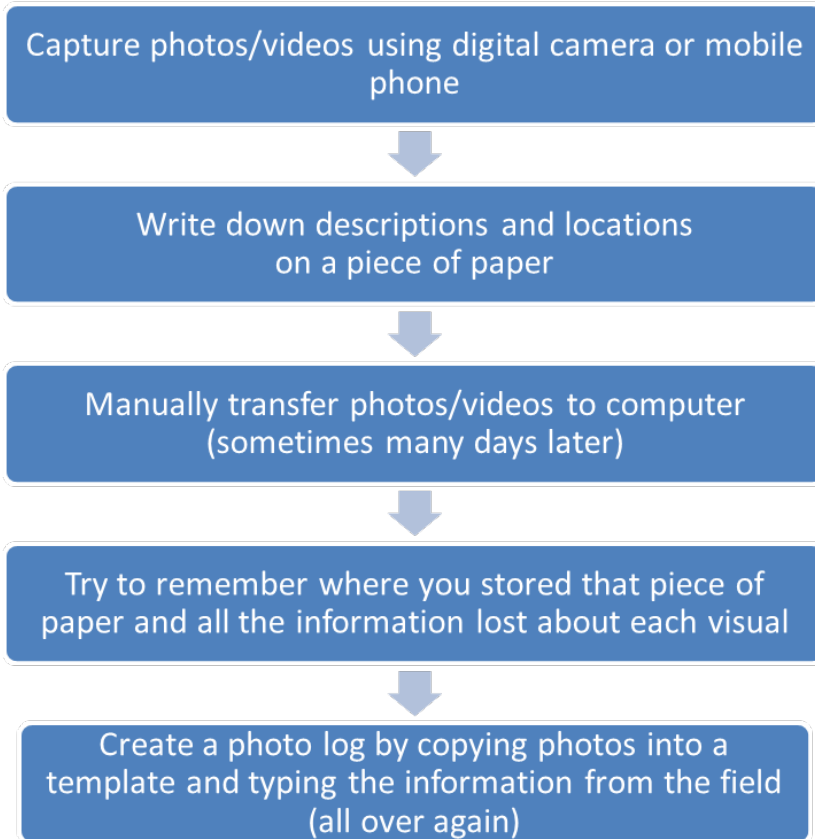 Capture photos/videos using digital camera or mobile
phone
Write down descriptions and locations
on a piece of paper
Manually transfer photos/videos to computer
(sometimes many days later)
Try to remember where you stored that piece of
paper and all the information lost about each visual
Create a photo log by copying photos into a
template and typing the information from the field
(all over again)